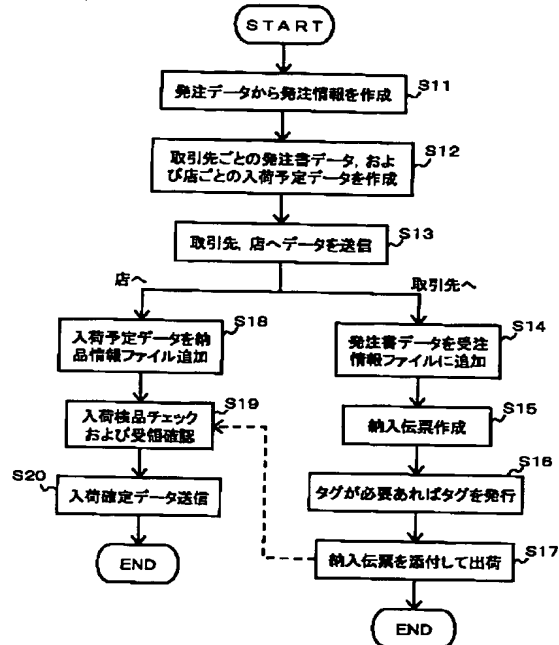 START
S11
発注データから発注情報を作成
S12
取引先ごとの発注書データ, およ
び店ごとの入荷予定データを作成
S13
取引先, 店へデータを送信
店へ
取引先へ
S18
入荷予定データを納
品情報ファイル追加
S14
発注書データを受注
情報ファイルに追加
S19
入荷検品チェック
および受領確認
S15
納入伝票作成
S20
入荷確定データ送信
S16
タグが必要あればタグを発行
END
S17
納入伝票を添付して出荷
END